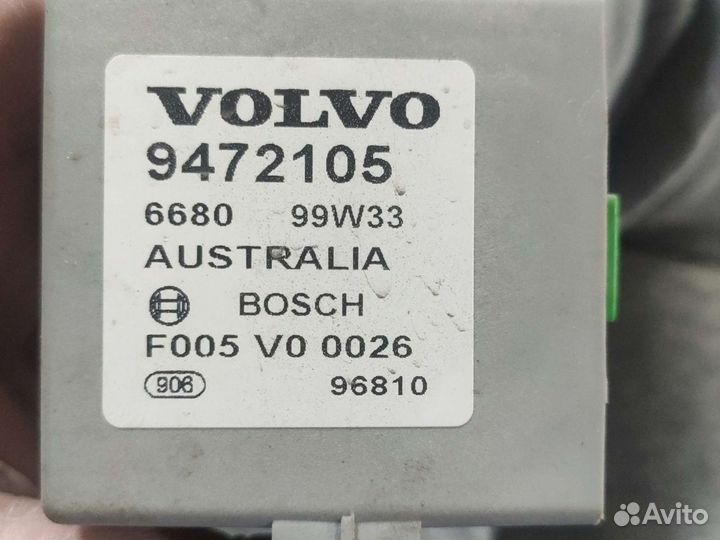 VOLVO
9472105
6680 99W33
AUSTRALIA
BOSCH
F005 V0 0026
906 96810
Avito